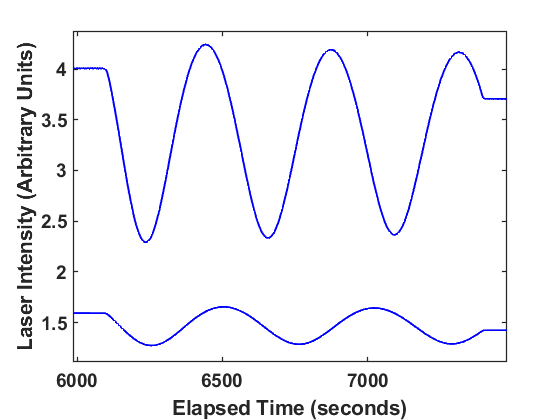 Laser Intensity (Arbitrary Units)
4
3.5
3
2.5
2
1.5
6000 6500 7000
Elapsed Time (seconds)